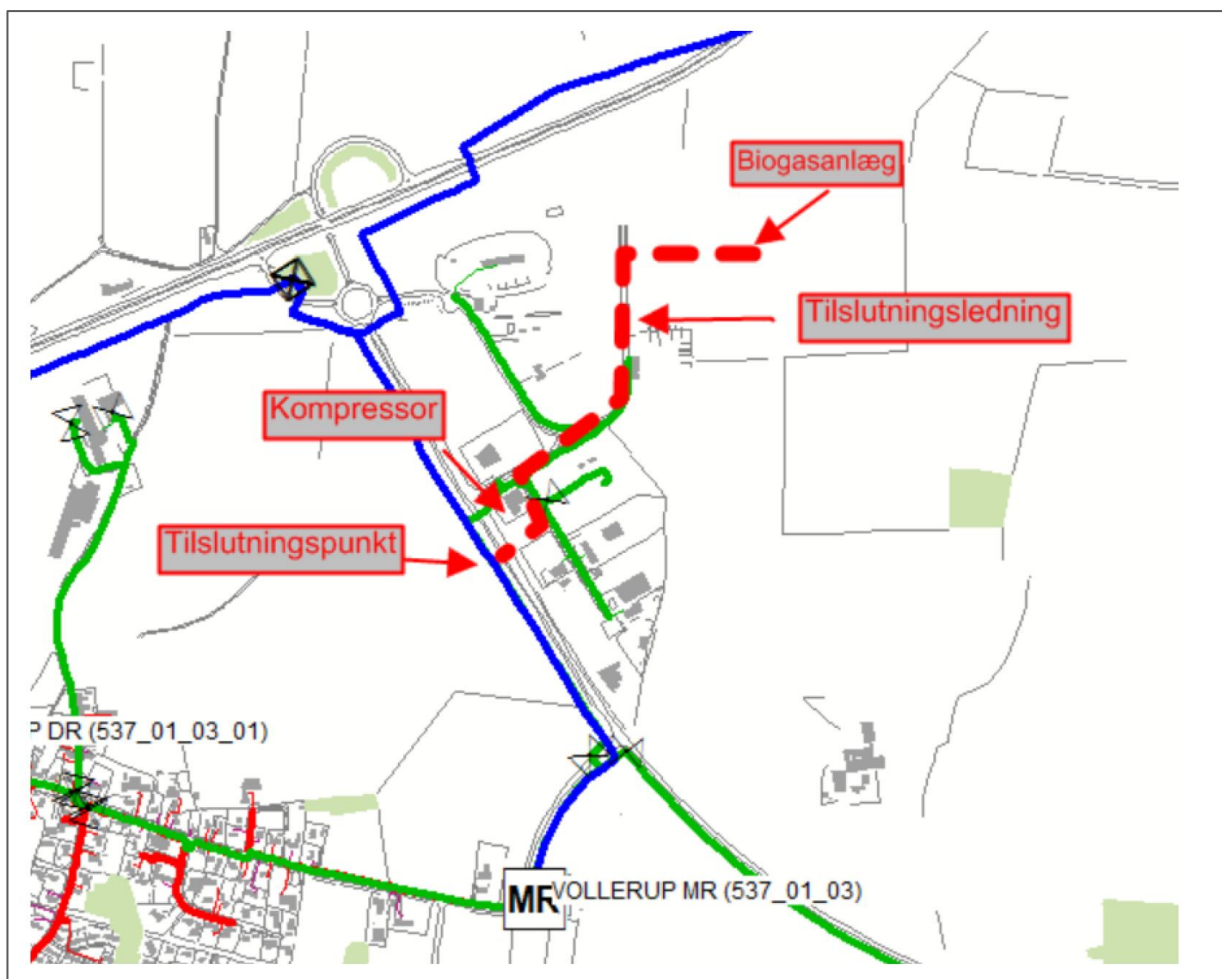 Biogasanlæg
Tilslutningsledning
Kompressor
Tilslutningspunkt
P DR (537_01_03_01)
MR
VOLLERUP MR (537_01_03)